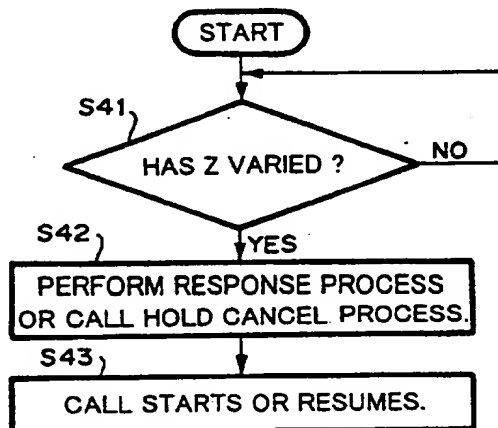 START
S41
HAS Z VARIED ?
NO
S42
YES
PERFORM RESPONSE PROCESS
OR CALL HOLD CANCEL PROCESS.
S43
CALL STARTS OR RESUMES.